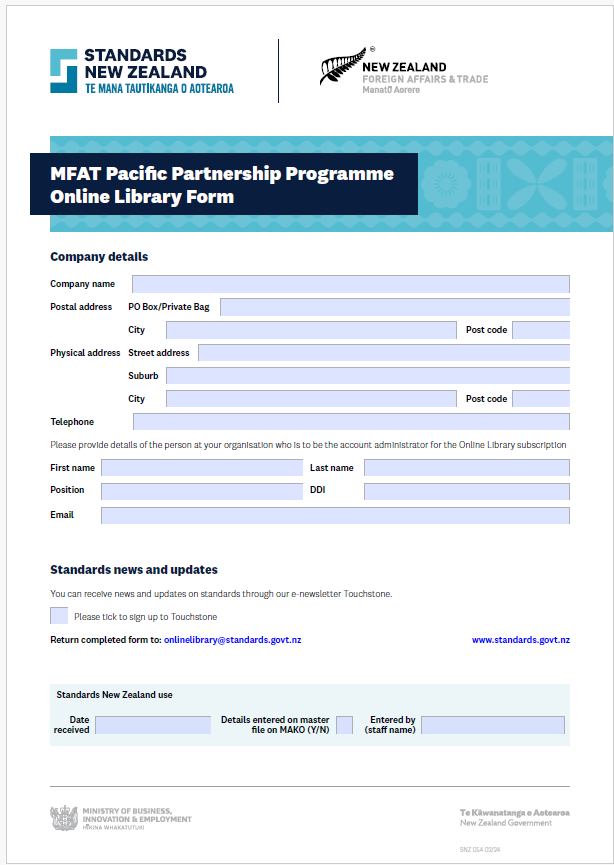 STANDARDS
NEW ZEALAND
TE MANA TAUTIKANGA O AOTEAROA
®
NEW ZEALAND
FOREIGN AFFAIRS & TRADE
Manatū Aorere
MFAT Pacific Partnership Programme
Online Library Form
Company details
Company name
Postal address PO Box/Private Bag
City Post code
Physical address Street address
Suburb
City Post code
Telephone
Please provide details of the person at your organisation who is to be the account administrator for the Online Library subscription
First name Last name
Position DDI
Email
Standards news and updates
You can receive news and updates on standards through our e-newsletter Touchstone.
Please tick to sign up to Touchstone
Return completed form to: onlinelibrary@standards.govt.nz www.standards.govt.nz
Standards New Zealand use
Date received Details entered on master file on MAKO (Y/N) Entered by (staff name)
MINISTRY OF BUSINESS,
INNOVATION & EMPLOYMENT
HĪKINA WHAKATUTUKI
Te Kāwanatanga o Aotearoa
New Zealand Government
SNZ 054 02/24